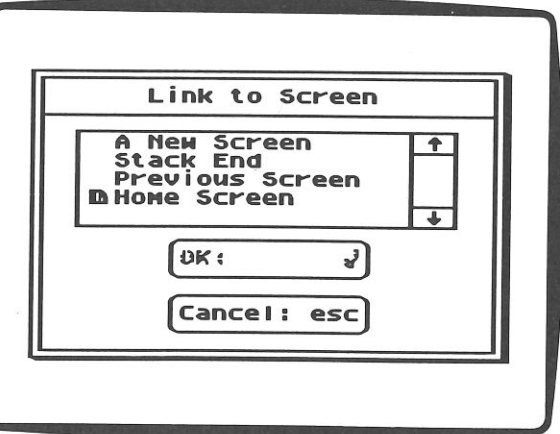 Link to Screen
A New Screen
Stack End
Previous Screen
Home Screen
OK:
Cancel: esc